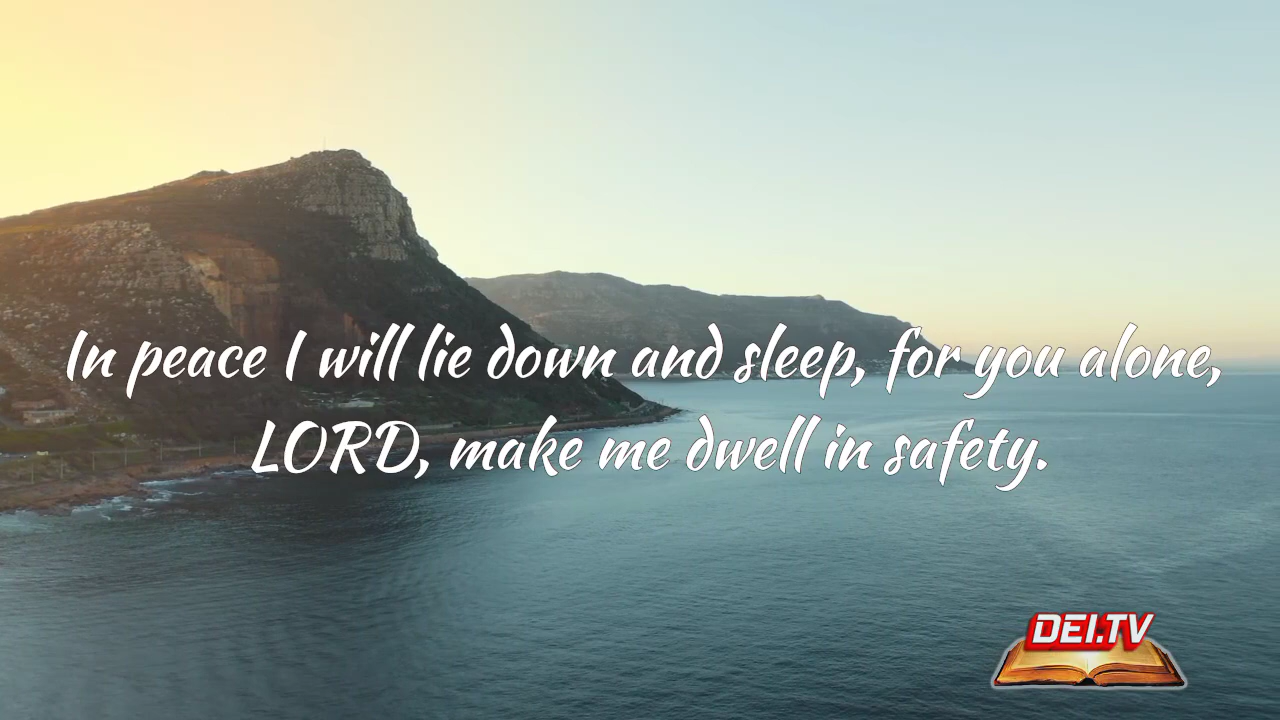 In peace I will lie down and sleep, for you alone,
LORD, make me dwell in safety.
DEI.TV